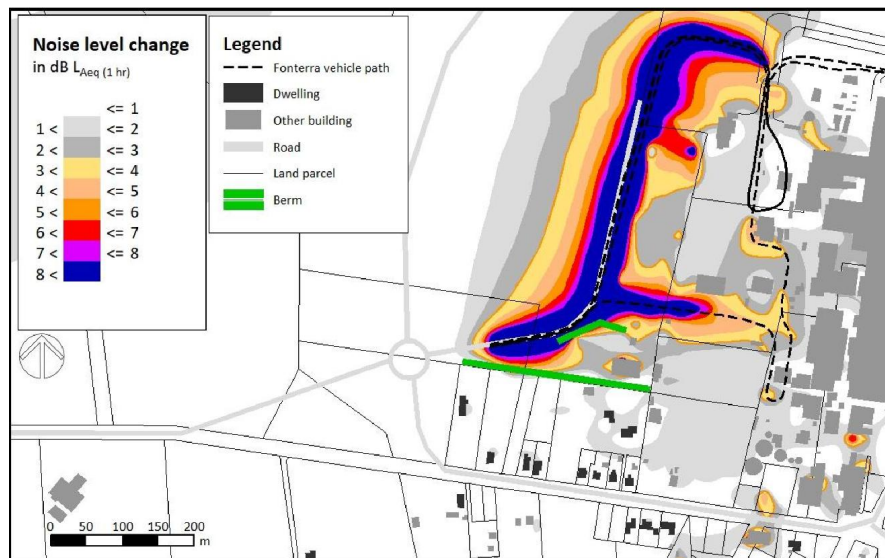 Noise level change
in dB LAeq (1 hr)
<= 1
1 < <= 2
2 < <= 3
3 < <= 4
4 < <= 5
5 < <= 6
6 < <= 7
7 < <= 8
8 <
Legend
Fonterra vehicle path
Dwelling
Other building
Road
Land parcel
Berm
0 50 100 150 200
m